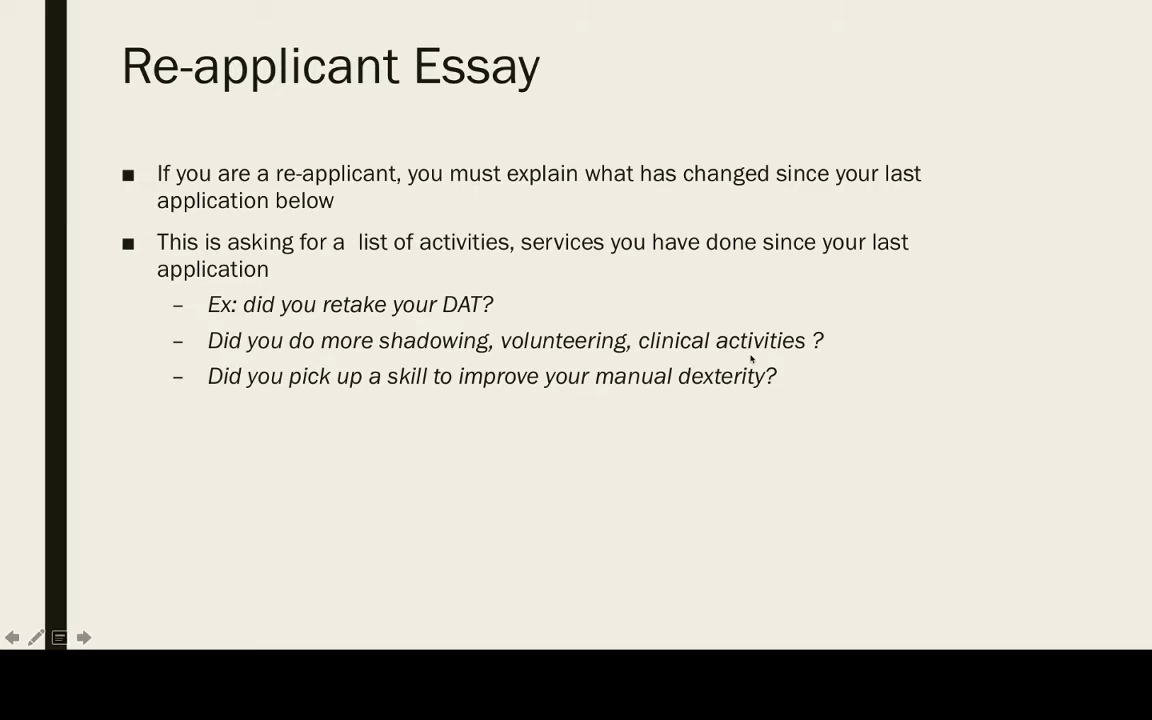 Re-applicant Essay
■ If you are a re-applicant, you must explain what has changed since your last
application below
■ This is asking for a  list of activities, services you have done since your last
application
– Ex: did you retake your DAT?
– Did you do more shadowing, volunteering, clinical activities ?
– Did you pick up a skill to improve your manual dexterity?